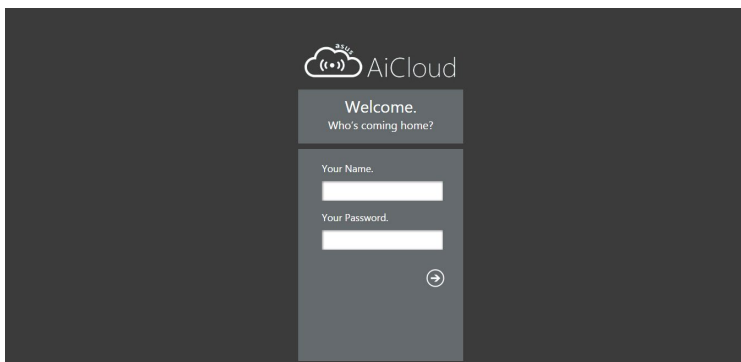 asus
AiCloud
Welcome.
Who's coming home?
Your Name.
Your Password.